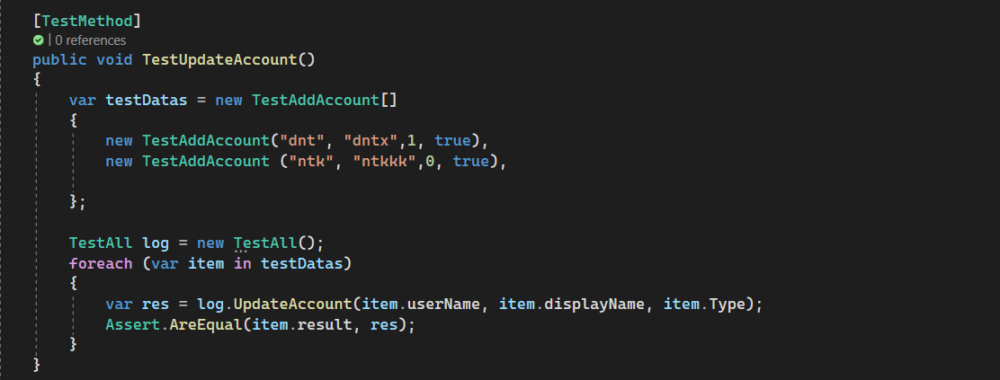 [TestMethod]
| 0 references
public void TestUpdateAccount()
{
    var testDatas = new TestAddAccount[]
    {
        new TestAddAccount("dnt", "dntx",1, true),
        new TestAddAccount ("ntk", "ntkkk",0, true),
    };
    TestAll log = new TestAll();
    foreach (var item in testDatas)
    {
        var res = log.UpdateAccount(item.userName, item.displayName, item.Type);
        Assert.AreEqual(item.result, res);
    }
}